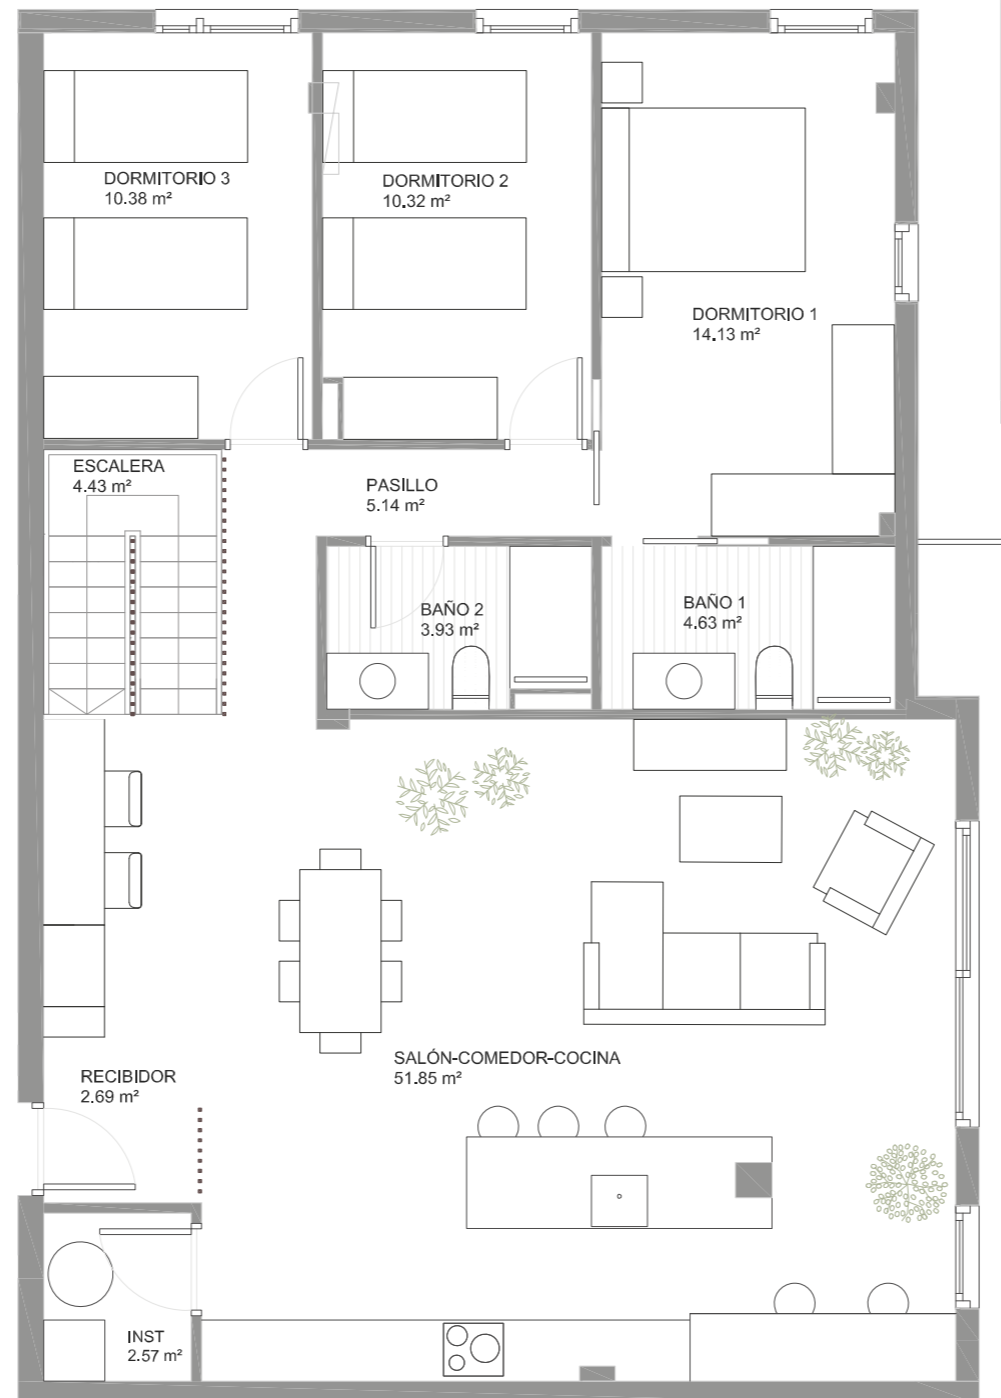 DORMITORIO 3
10.38 m²
DORMITORIO 2
10.32 m²
DORMITORIO 1
14.13 m²
ESCALERA
4.43 m²
PASILLO
5.14 m²
BAÑO 2
3.93 m²
BAÑO 1
4.63 m²
SALÓN-COMEDOR-COCINA
51.85 m²
RECIBIDOR
2.69 m²
INST
2.57 m²